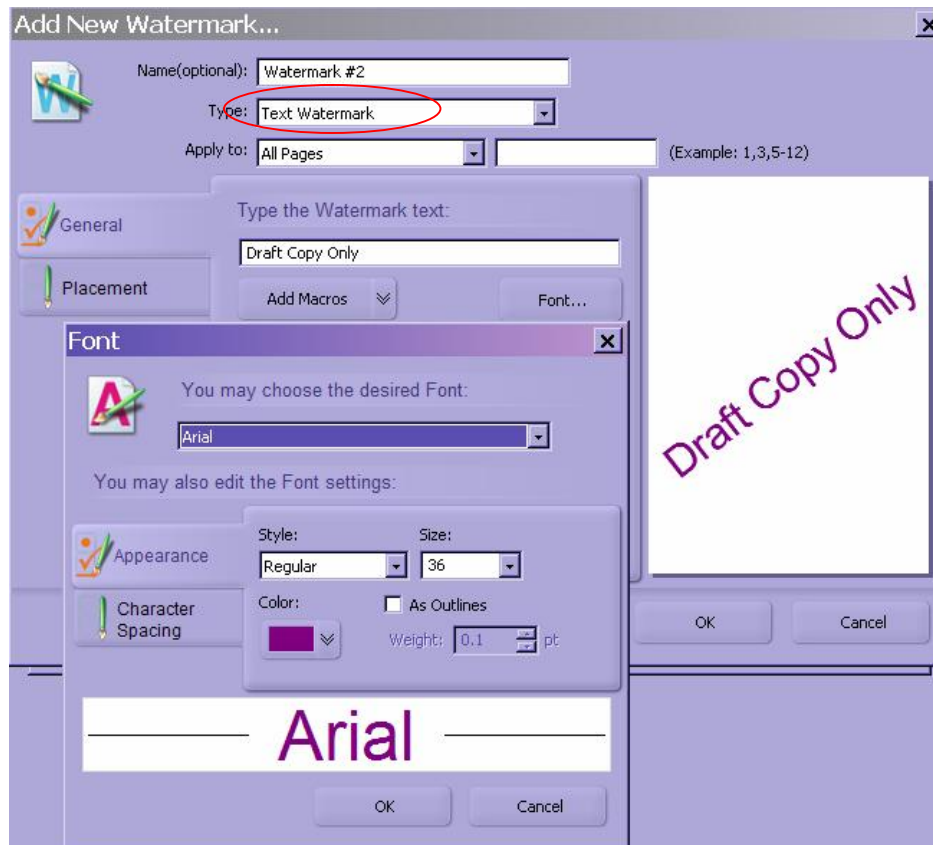 Add New Watermark...
Name(optional): Watermark #2
Type: Text Watermark
Apply to: All Pages (Example: 1,3,5-12)
General
Placement
Type the Watermark text:
Draft Copy Only
Add Macros Font...
Draft Copy Only
OK Cancel
Font
You may choose the desired Font:
Arial
You may also edit the Font settings:
Appearance
Character
Spacing
Style: Size:
Regular 36
Color: As Outlines
Weight: 0.1 pt
Arial
OK Cancel